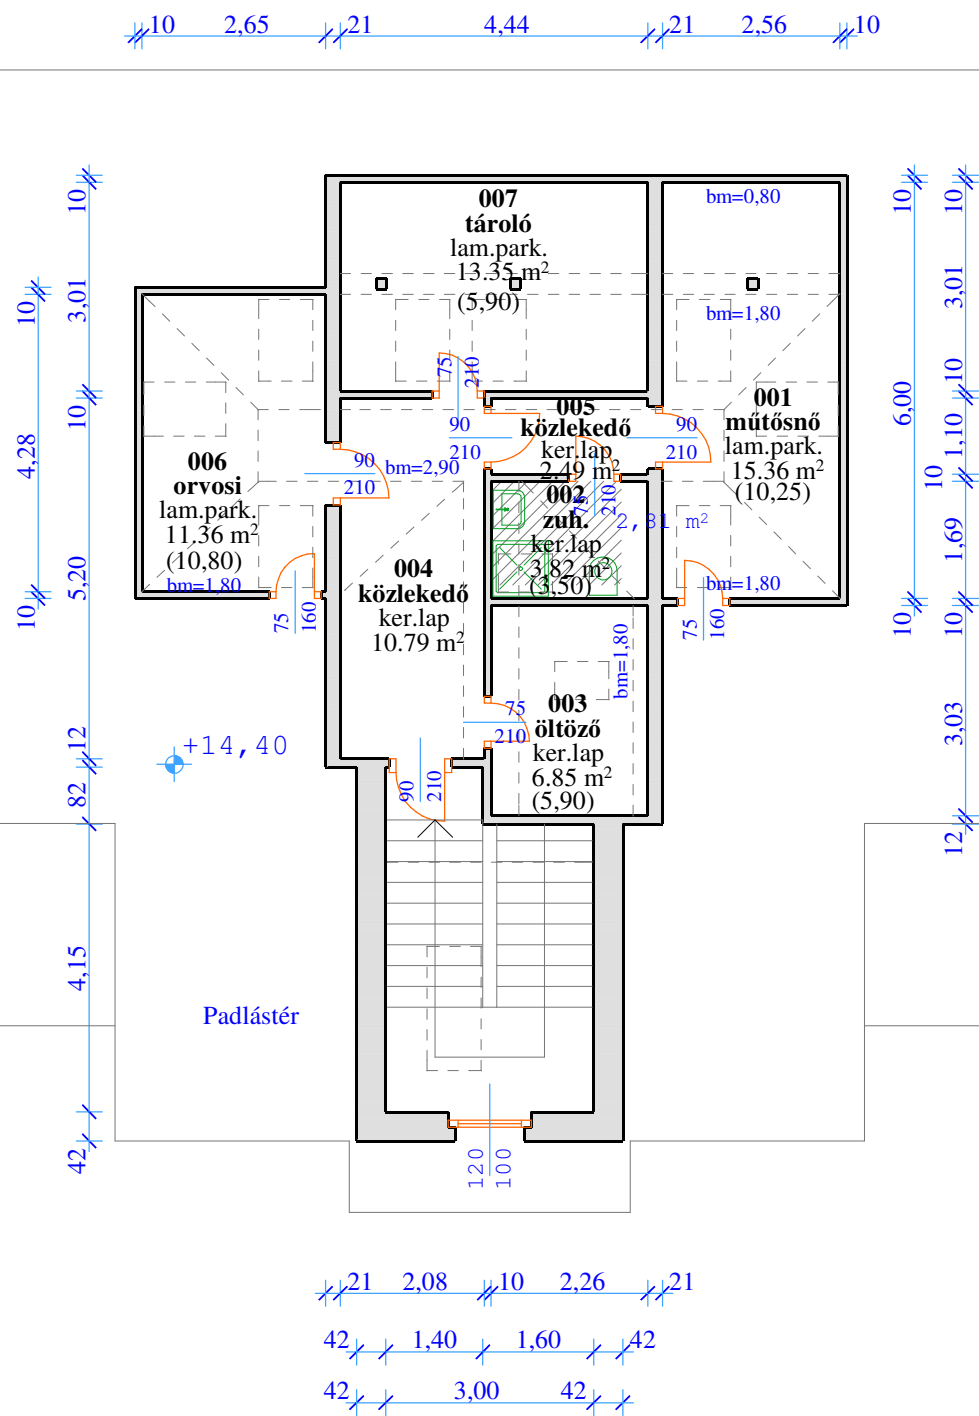 10 2,65 21 4,44 21 2,56 10
10
3,01
10
5,20
12
82
4,15
42
10
4,28
10
10
6,00
10
10
3,01
10
1,10
10
1,69
10
3,03
12
007
tároló
lam.park.
13.35 m²
(5,90)
bm=0,80
bm=1,80
75
210
005
közlekedő
ker.lap
2.49 m²
90
210
90
210
001
műtősnő
lam.park.
15.36 m²
(10,25)
bm=1,80
75
160
006
orvosi
lam.park.
11.36 m²
(10,80)
bm=1,80
75
160
90
210
bm=2,90
75
210
002
zuh.
ker.lap
3.82 m²
(3,50)
2,81 m²
004
közlekedő
ker.lap
10.79 m²
bm=1,80
75
210
003
öltöző
ker.lap
6.85 m²
(5,90)
90
210
+14,40
Padlástér
120
100
21 2,08 10 2,26 21
42 1,40 1,60 42
42 3,00 42